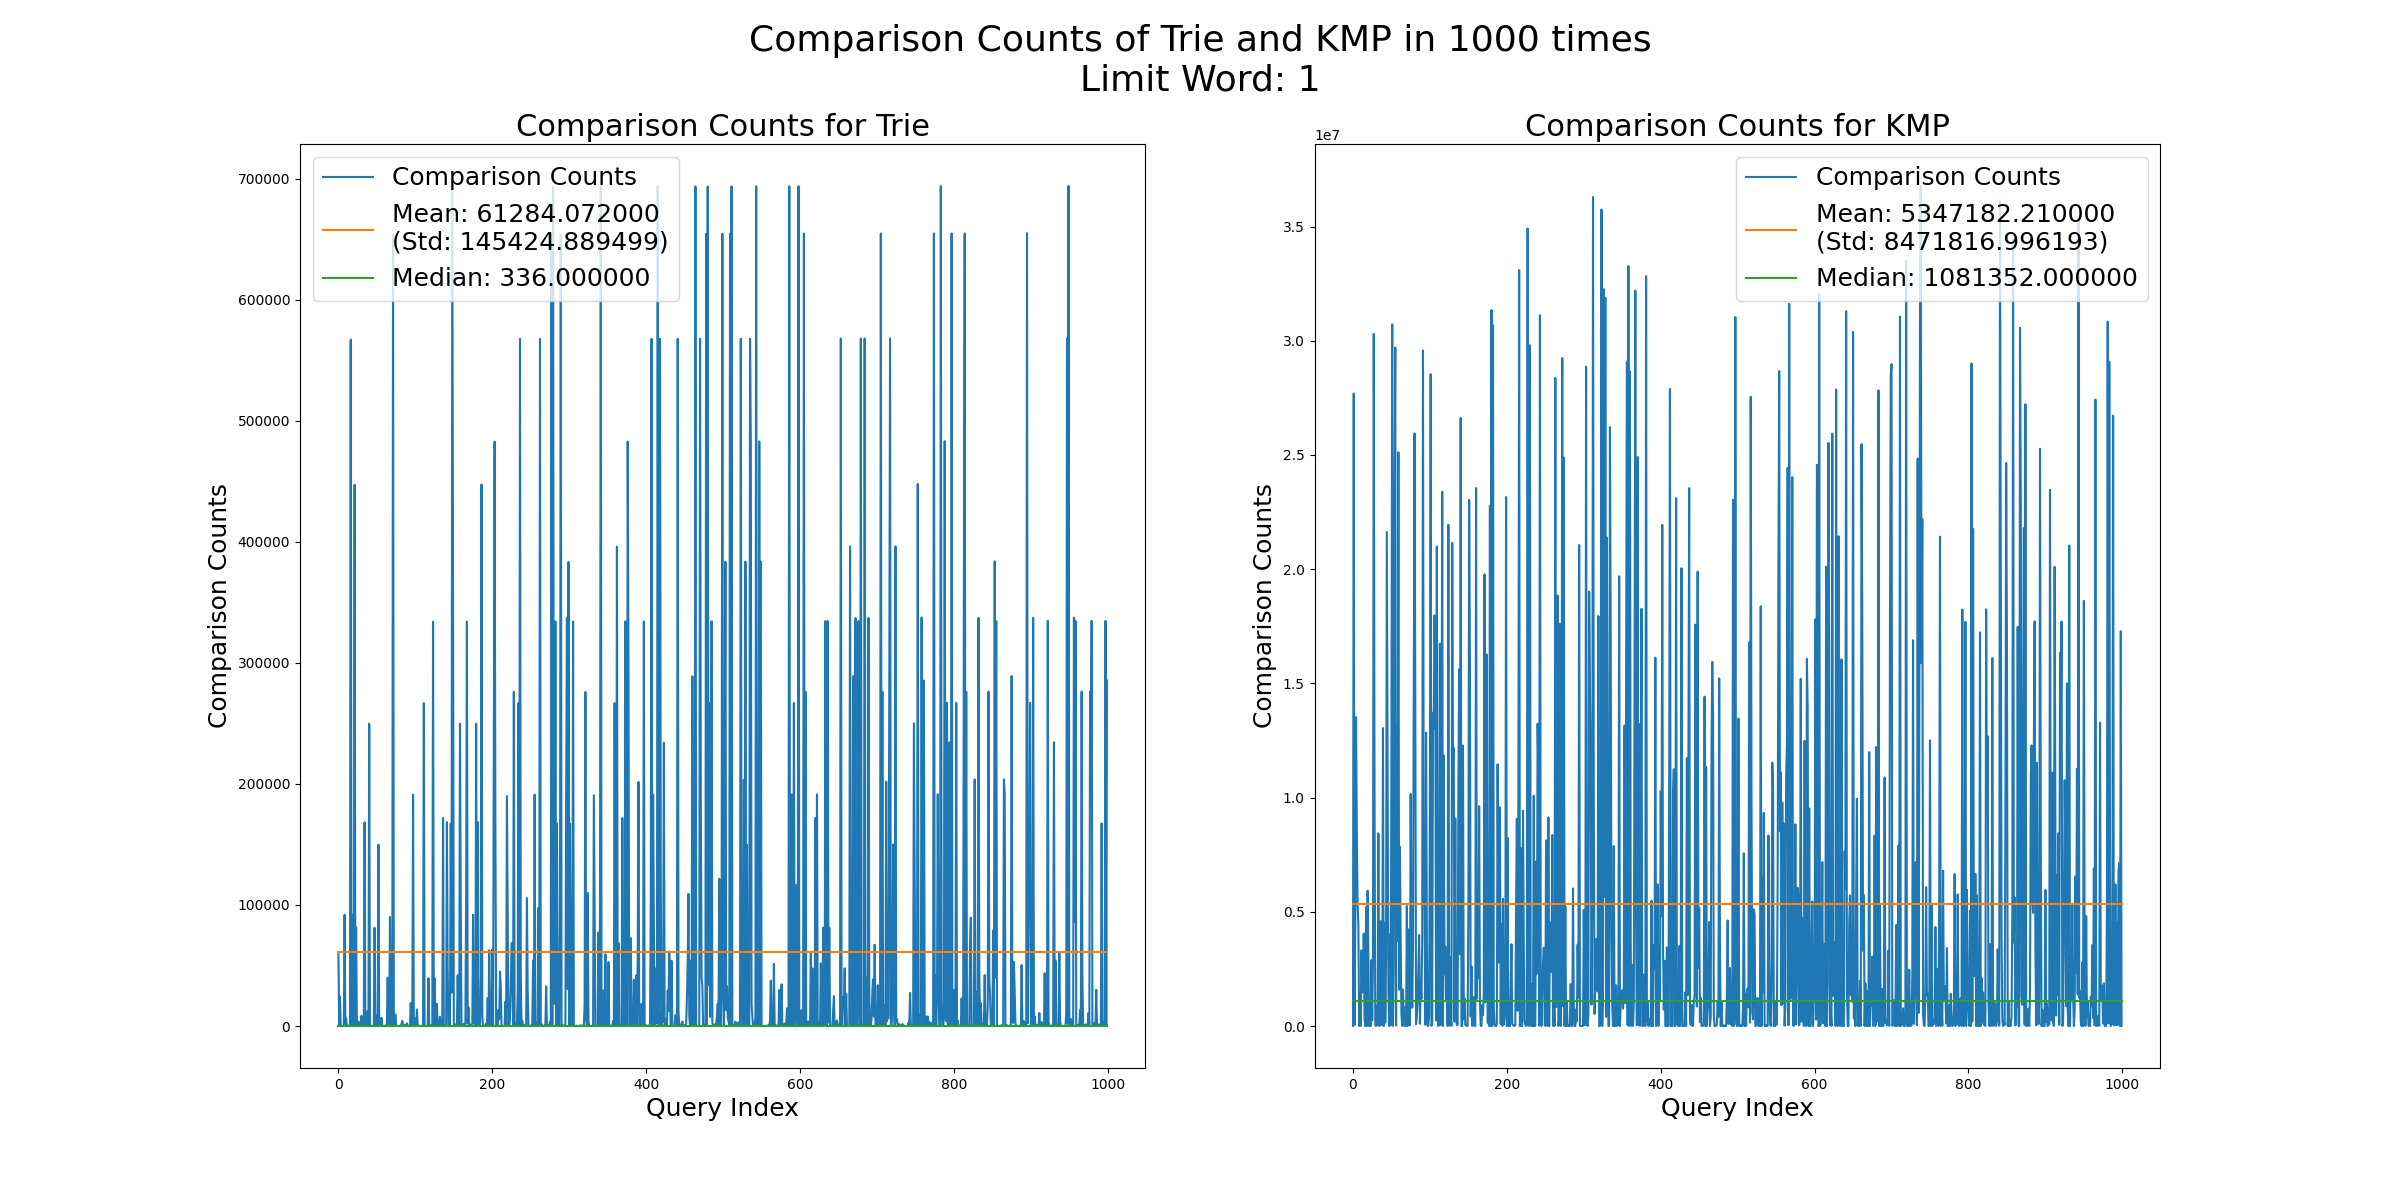 Comparison Counts of Trie and KMP in 1000 times
Limit Word: 1
Comparison Counts for Trie
Comparison Counts
Mean: 61284.072000
(Std: 145424.889499)
Median: 336.000000
700000
600000
500000
400000
300000
200000
100000
0
Comparison Counts
0
200
400
600
800
1000
Query Index
Comparison Counts for KMP
1e7
Comparison Counts
Mean: 5347182.210000
(Std: 8471816.996193)
Median: 1081352.000000
3.5
3.0
2.5
2.0
1.5
1.0
0.5
0.0
Comparison Counts
0
200
400
600
800
1000
Query Index